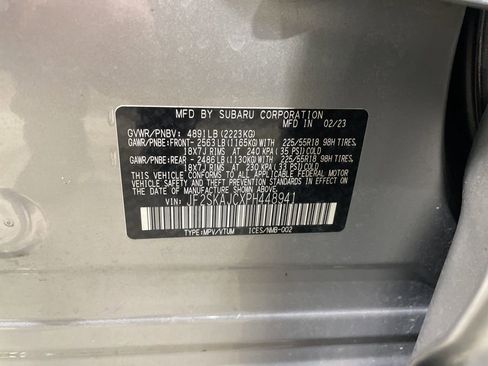 MFD BY SUBARU CORPORATION
MFD IN 02/23
GVWR/PNBV: 4891LB(2223KG)
GAWR/PNBE:FRONT- 2563LB(1165KG)WITH 225/55R18 98H TIRES,
18X7J RIMS AT 240 KPA(35 PSI)COLD
GAWR/PNBE:REAR - 2486LB(1130KG)WITH 225/55R18 98H TIRES,
18X7J RIMS AT 230 KPA(33 PSI)COLD
THIS VEHICLE CONFORMS TO ALL APPLICABLE FEDERAL MOTOR
VEHICLE SAFETY AND THEFT PREVENTION STANDARDS IN EFFECT ON
THE DATE OF MANUFACTURE SHOWN ABOVE.
VIN: JF2SKAJCXPH448941
TYPE:MPV/VTUM ICES/NMB-002